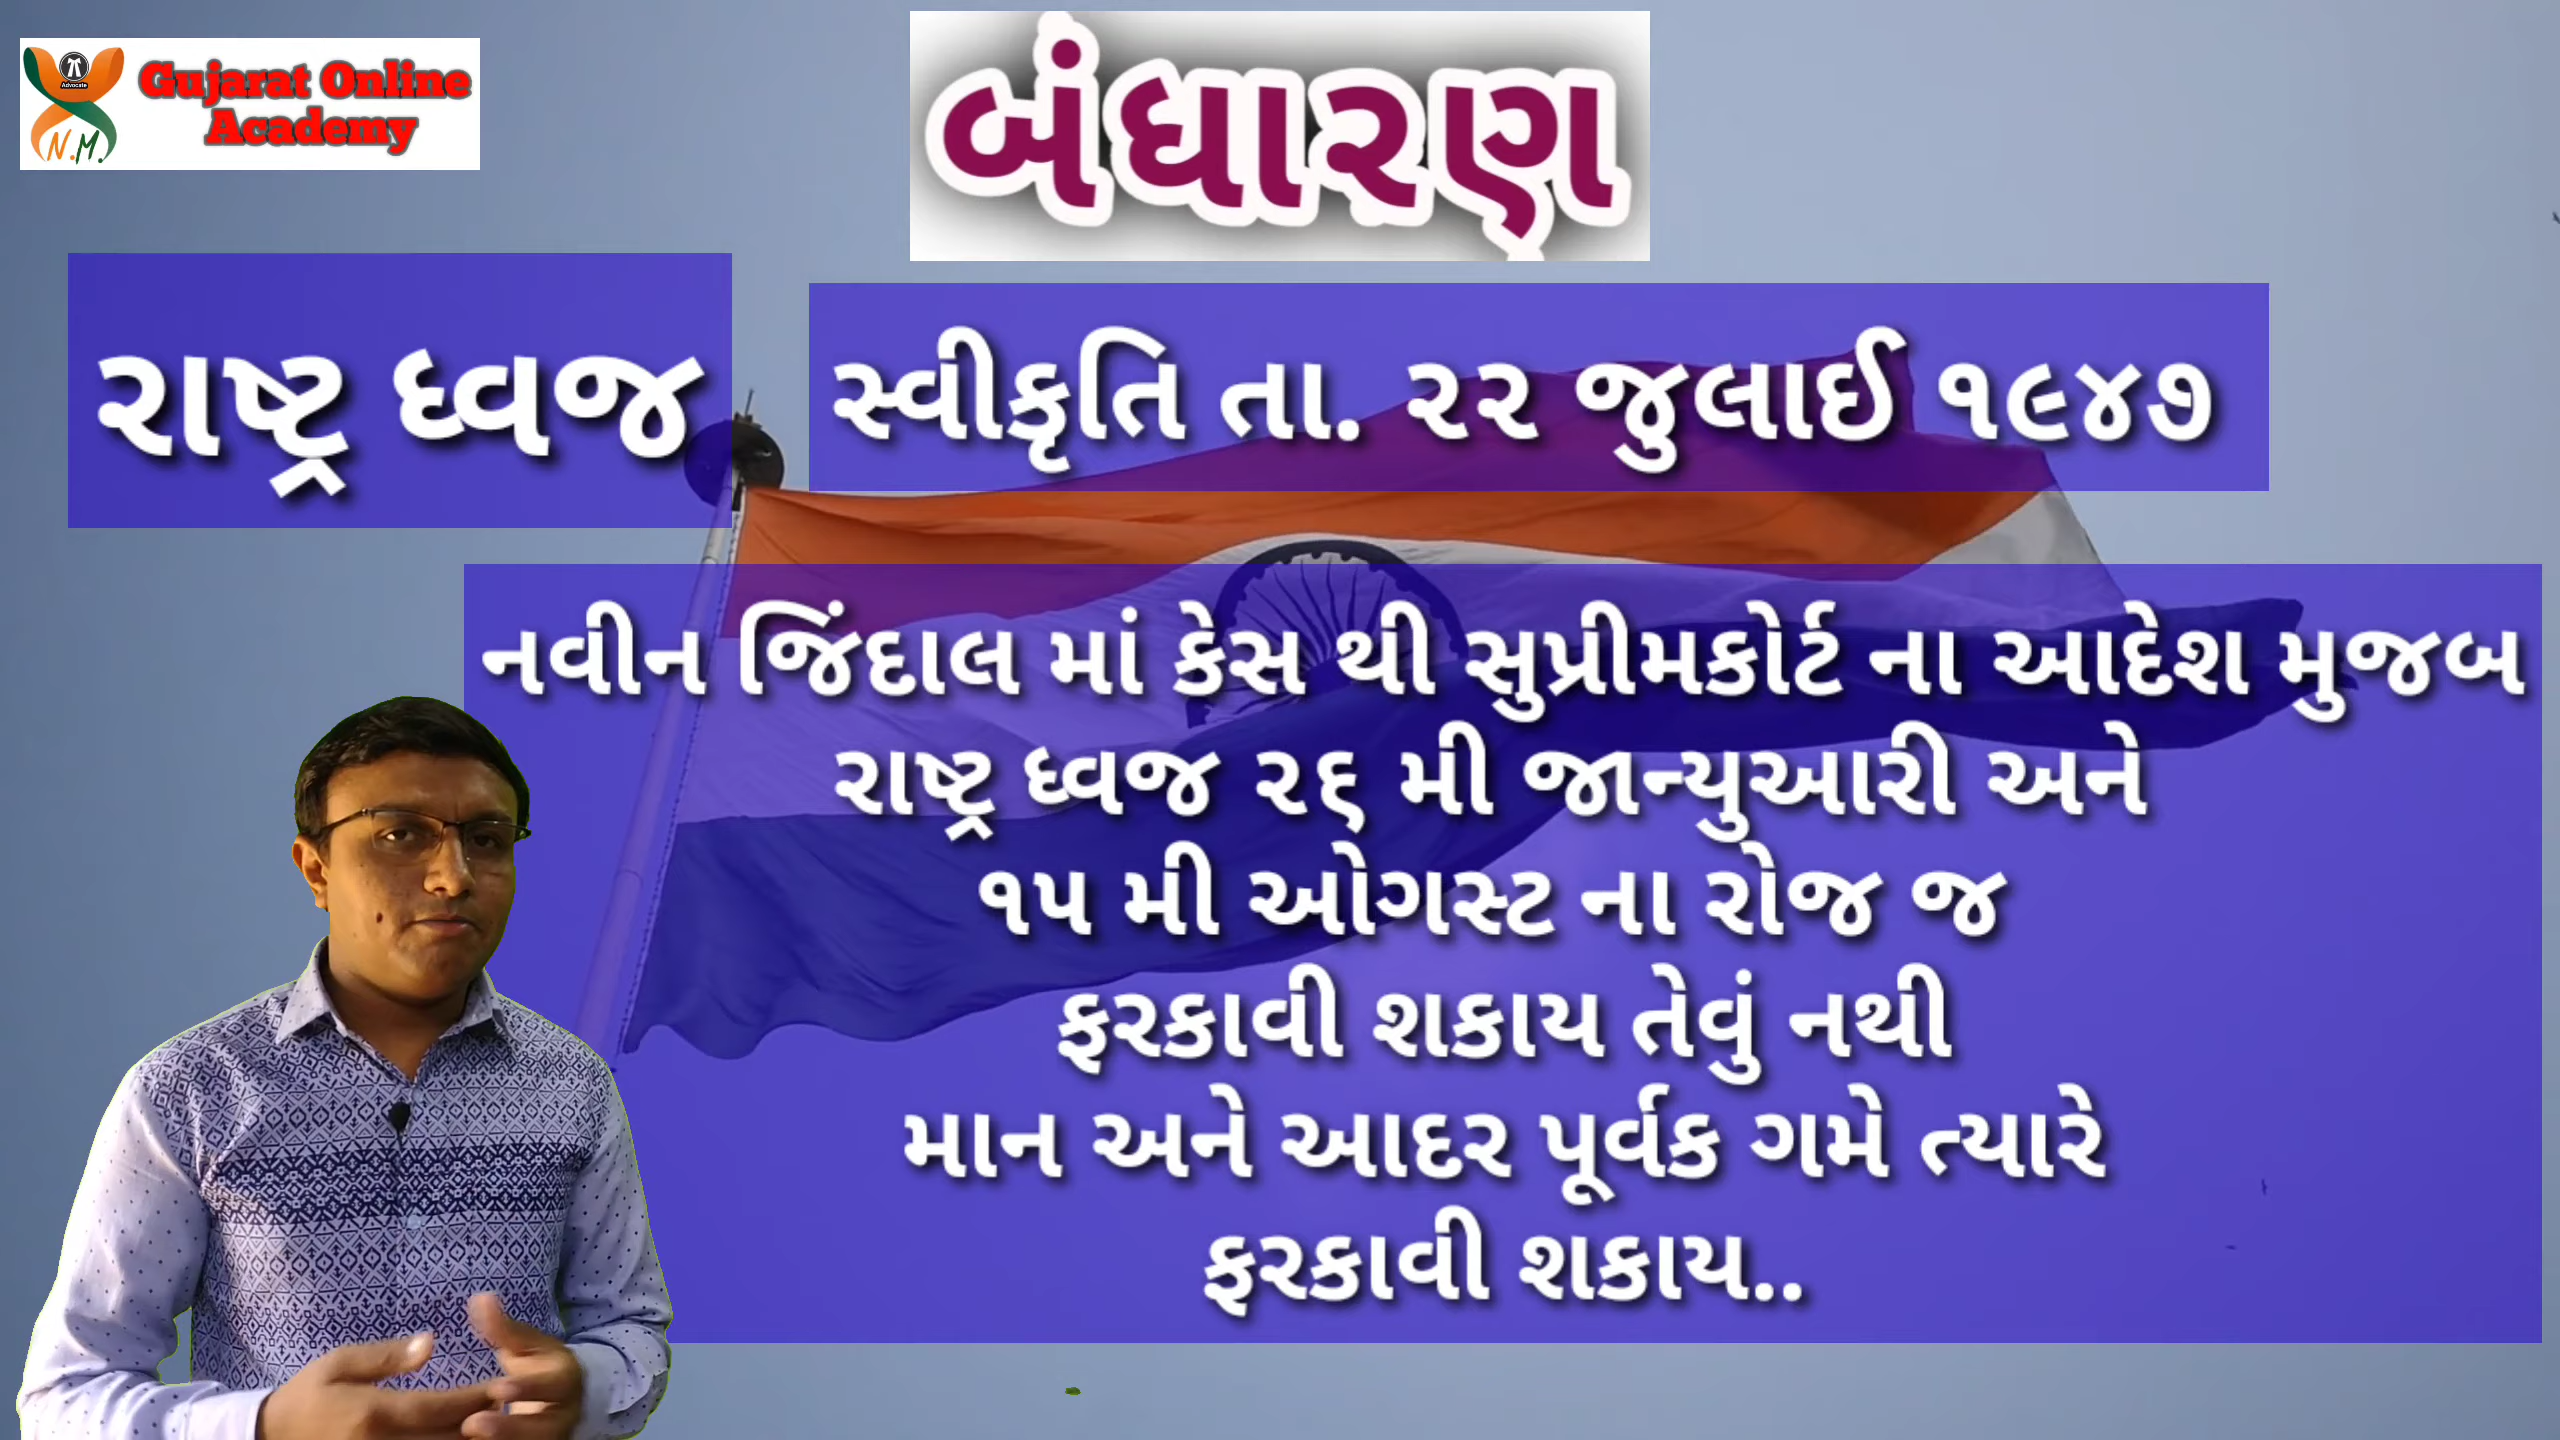 Advocate
N.M.
Gujarat Online
Academy
બંધારણ
રાષ્ટ્ર ધ્વજ
સ્વીકૃતિ તા. ૨૨ જુલાઈ ૧૯૪૭
નવીન જિંદાલ માં કેસ થી સુપ્રીમકોર્ટ ના આદેશ મુજબ
રાષ્ટ્ર ધ્વજ ૨૬ મી જાન્યુઆરી અને
૧૫ મી ઓગસ્ટ ના રોજ જ
ફરકાવી શકાય તેવું નથી
માન અને આદર પૂર્વક ગમે ત્યારે
ફરકાવી શકાય..